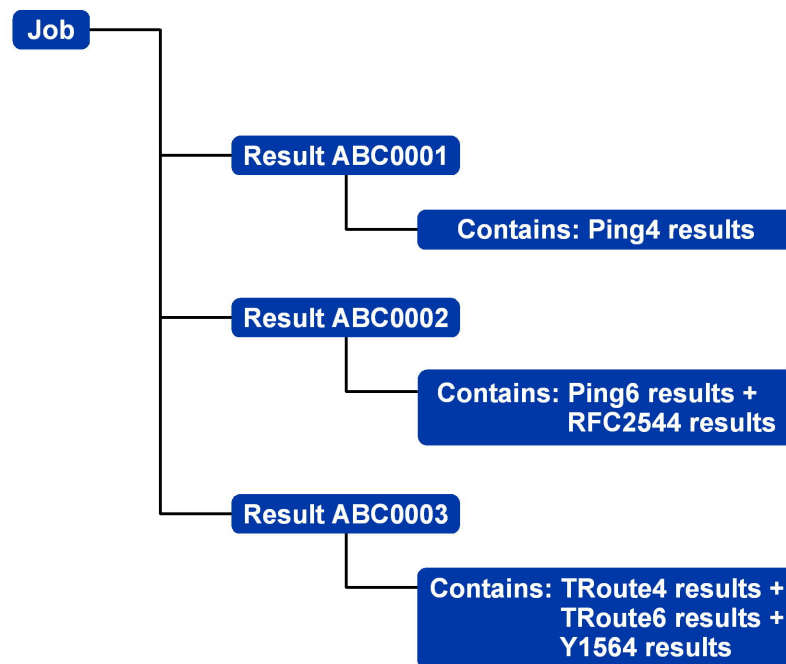 Job
Result ABC0001
Contains: Ping4 results
Result ABC0002
Contains: Ping6 results +
RFC2544 results
Result ABC0003
Contains: TRoute4 results +
TRoute6 results +
Y1564 results